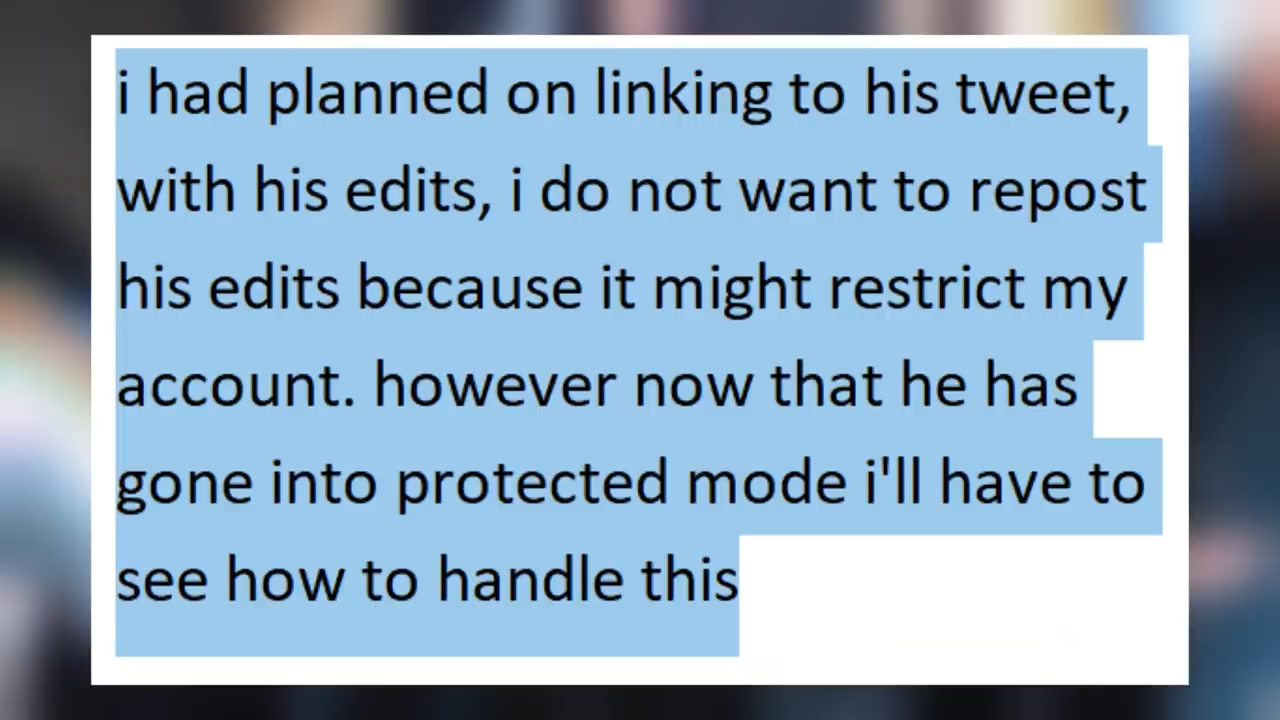 i had planned on linking to his tweet,
with his edits, i do not want to repost
his edits because it might restrict my
account. however now that he has
gone into protected mode i'll have to
see how to handle this